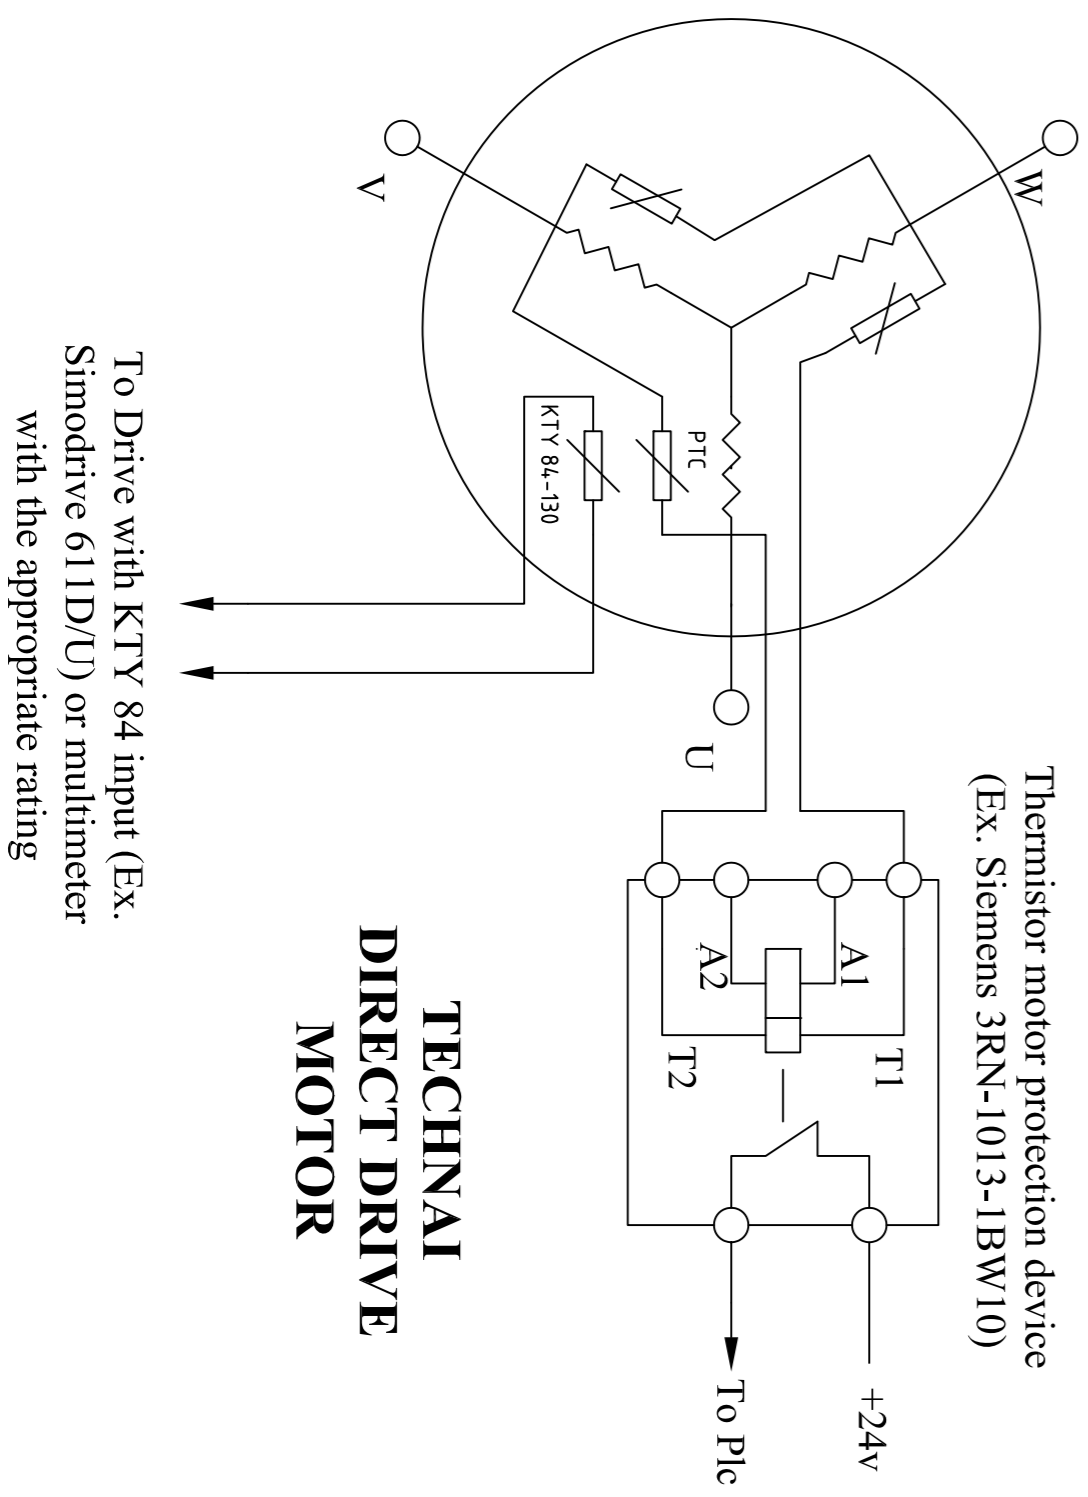 Thermistor motor protection device
(Ex. Siemens 3RN-1013-1BW10)
W
+24v
T1
A1
A2
T2
To Plc
U
PTC
KTY 84-130
V
TECHNAI
DIRECT DRIVE
MOTOR
To Drive with KTY 84 input (Ex.
Simodrive 611D/U) or multimeter
with the appropriate rating